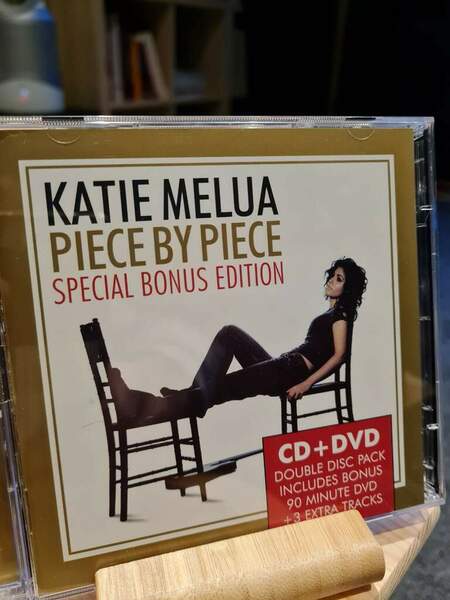 KATIE MELUA
PIECE BY PIECE
SPECIAL BONUS EDITION
CD+DVD
DOUBLE DISC PACK
INCLUDES BONUS
90 MINUTE DVD
+3 EXTRA TRACKS